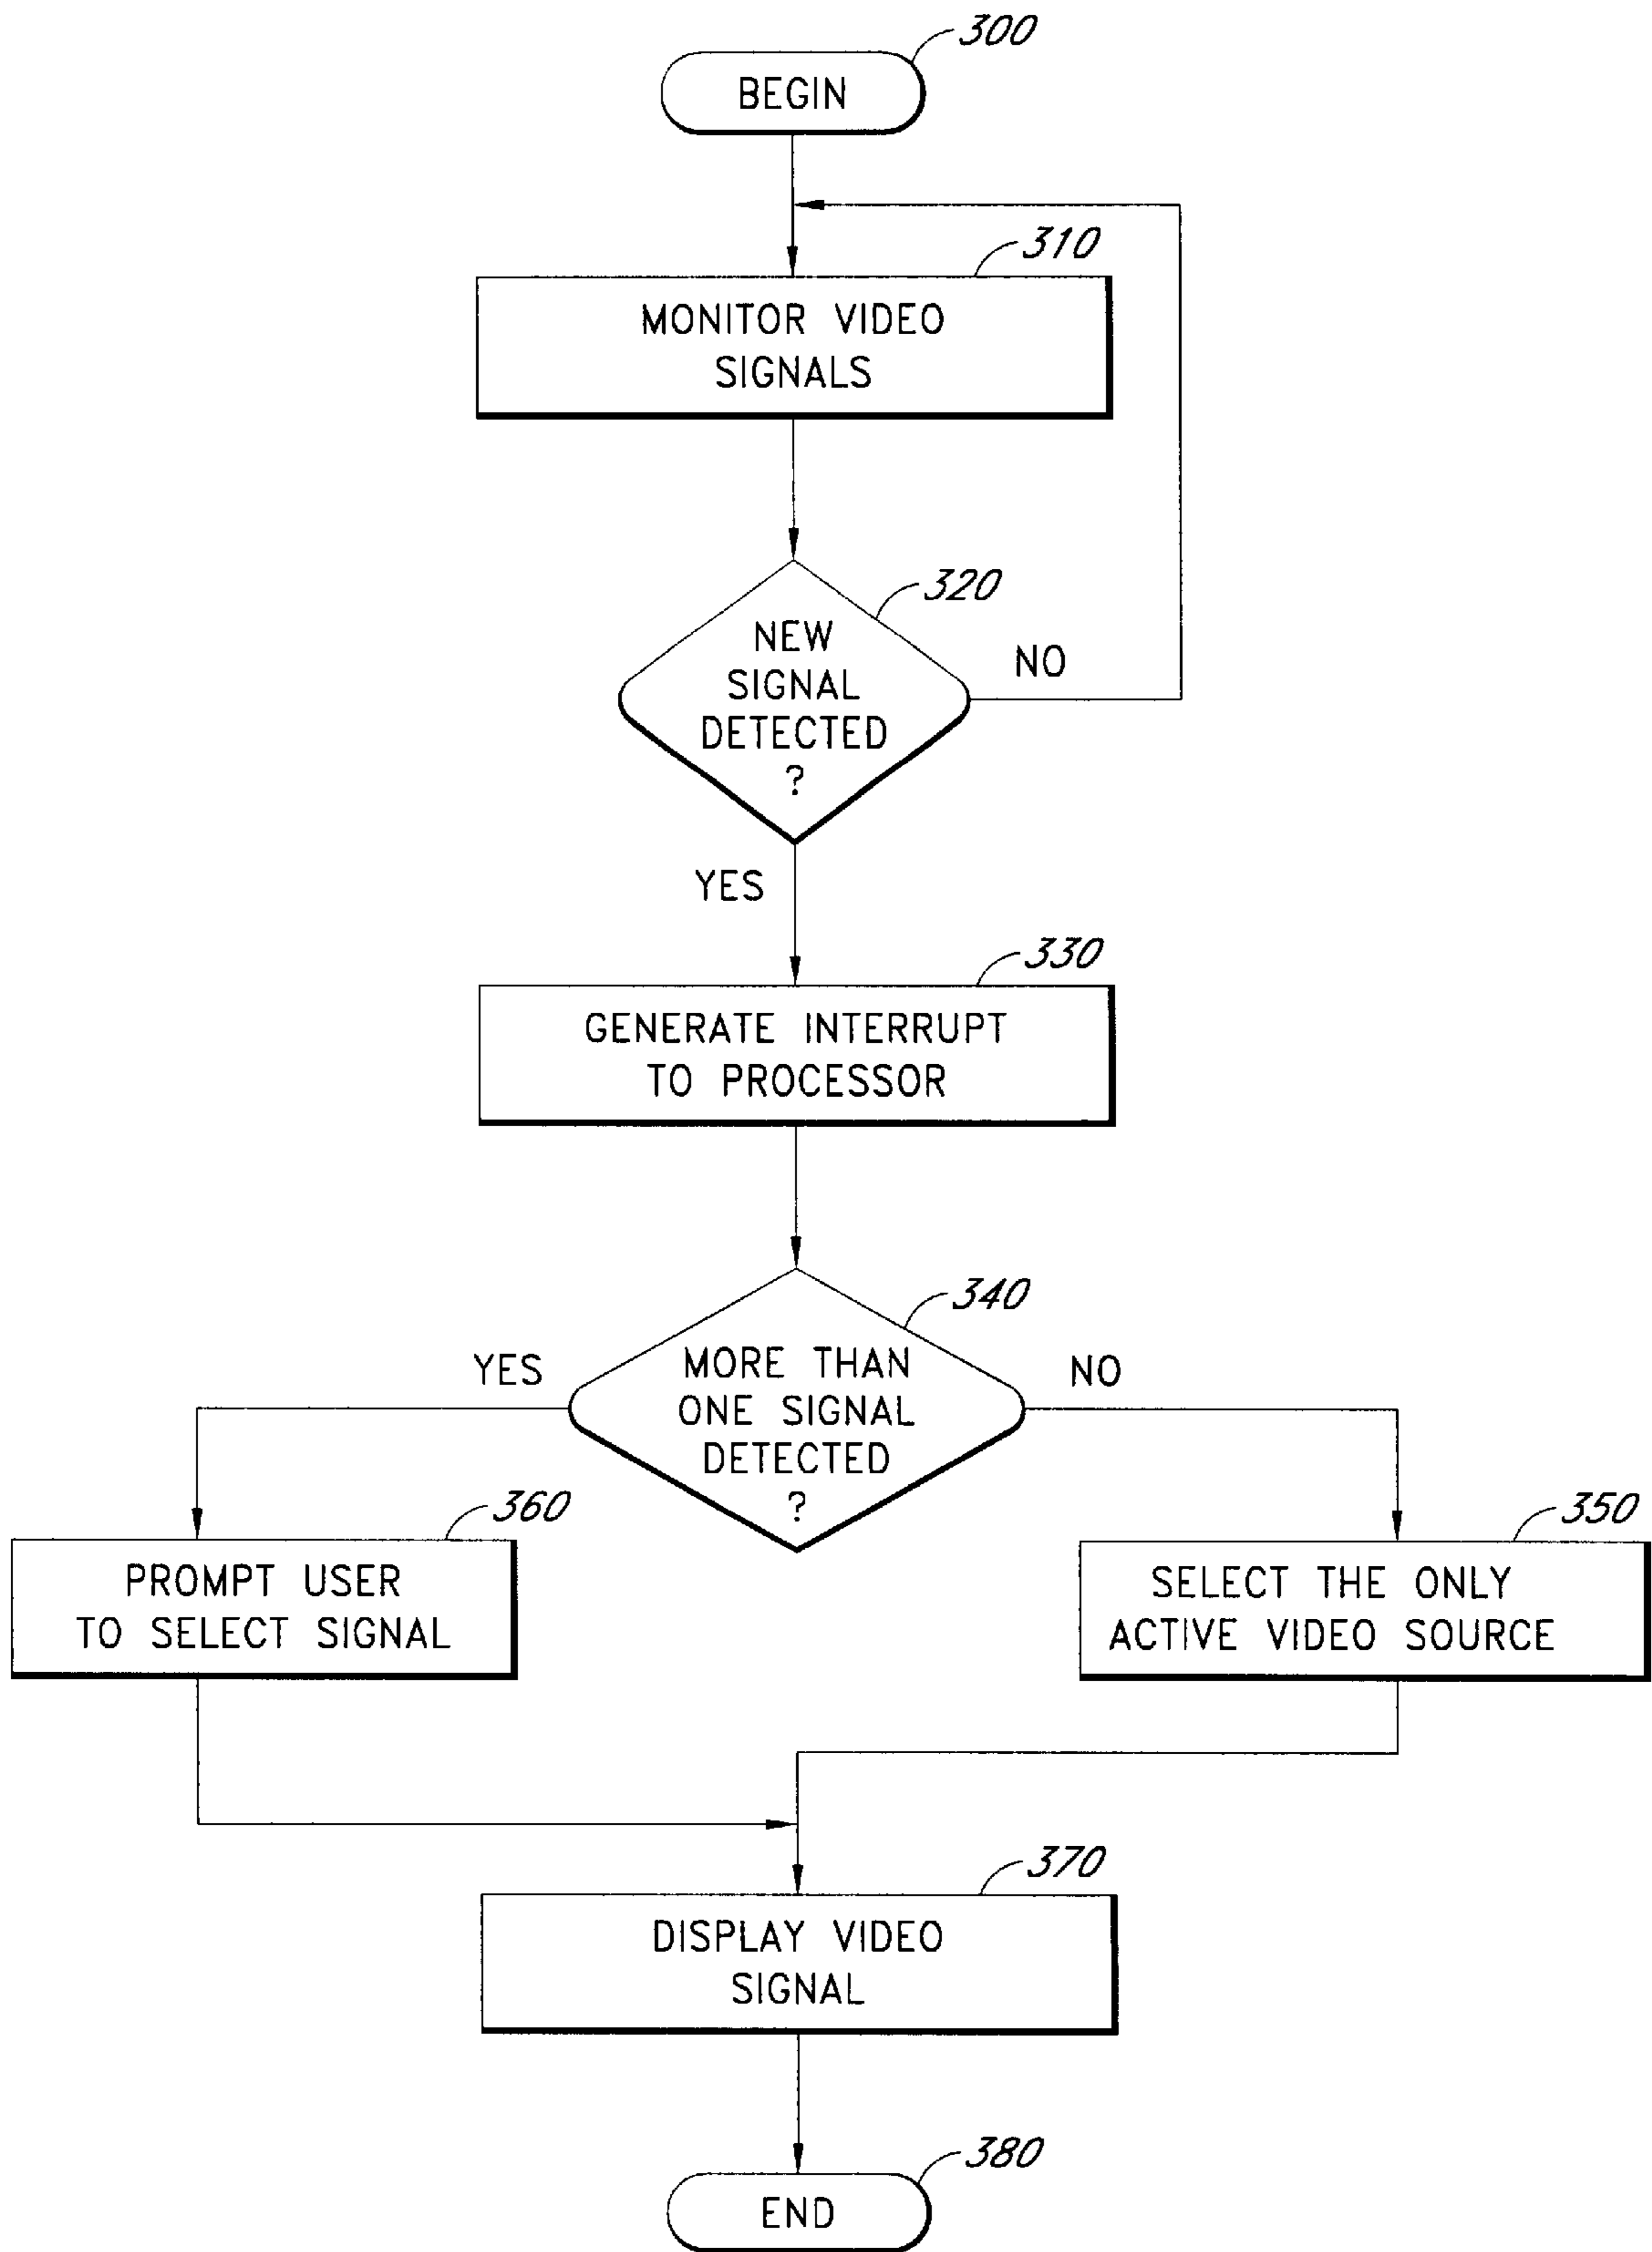 300
BEGIN
310
MONITOR VIDEO
SIGNALS
320
NEW
SIGNAL
DETECTED
?
NO
YES
330
GENERATE INTERRUPT
TO PROCESSOR
340
YES
MORE THAN
ONE SIGNAL
DETECTED
?
NO
360
PROMPT USER
TO SELECT SIGNAL
350
SELECT THE ONLY
ACTIVE VIDEO SOURCE
370
DISPLAY VIDEO
SIGNAL
380
END